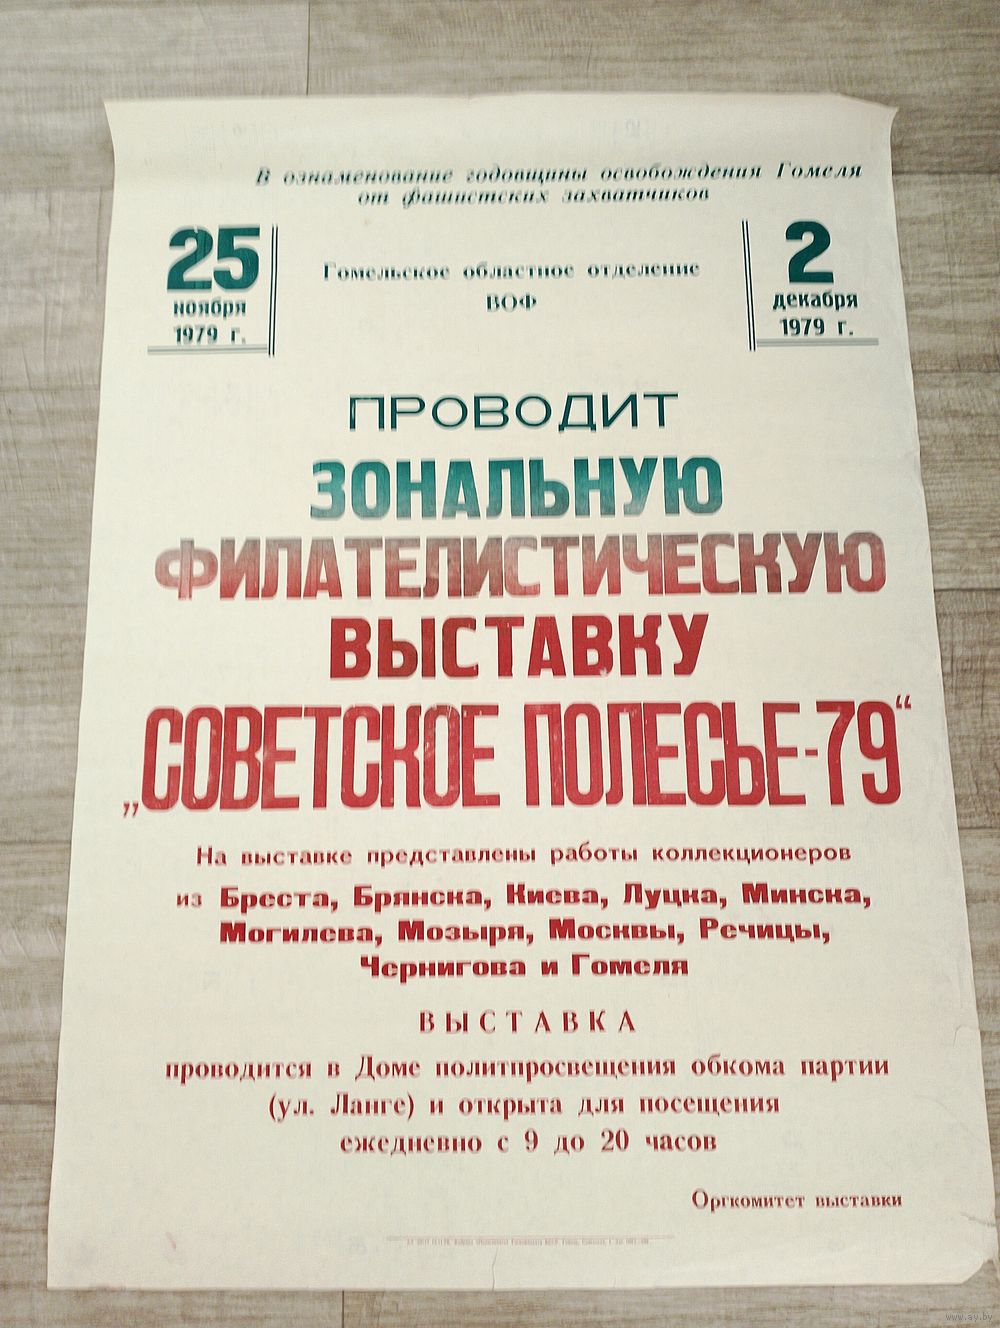 В ознаменование годовщины освобождения Гомеля
от фашистских захватчиков
25
ноября
1979 г.
Гомельское областное отделение
ВОФ
2
декабря
1979 г.
ПРОВОДИТ
ЗОНАЛЬНУЮ
ФИЛАТЕЛИСТИЧЕСКУЮ
ВЫСТАВКУ
„СОВЕТСКОЕ ПОЛЕСЬЕ-79“
На выставке представлены работы коллекционеров
из Бреста, Брянска, Киева, Луцка, Минска,
Могилева, Мозыря, Москвы, Речицы,
Чернигова и Гомеля
ВЫСТАВКА
проводится в Доме политпросвещения обкома партии
(ул. Ланге) и открыта для посещения
ежедневно с 9 до 20 часов
Оргкомитет выставки
www.ay.by